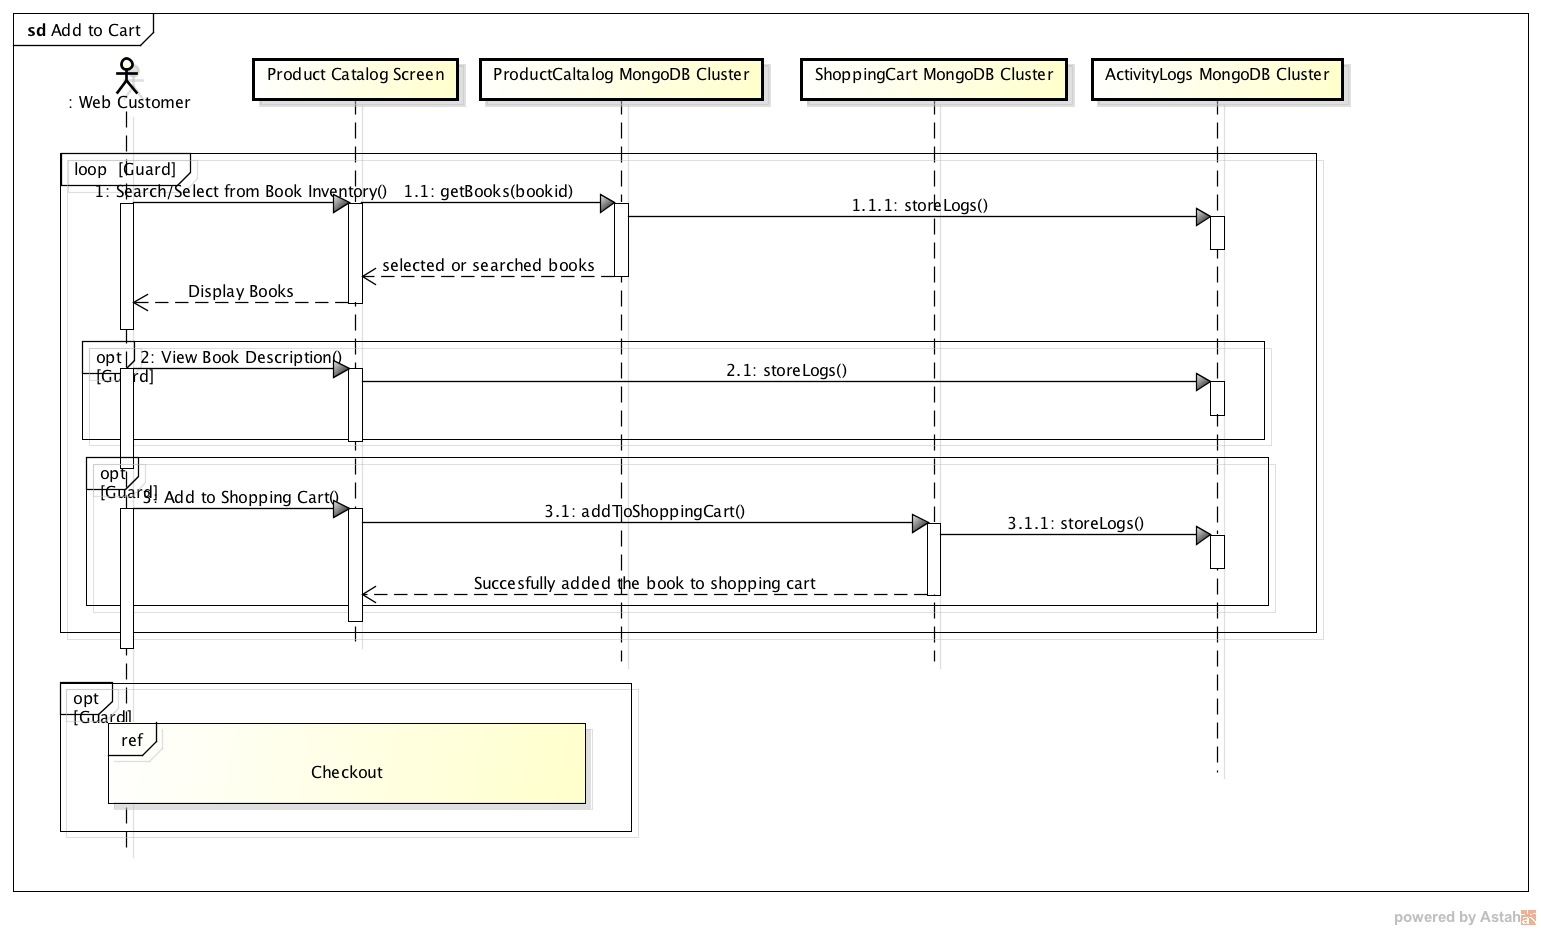 sd Add to Cart
: Web Customer
Product Catalog Screen
ProductCaltalog MongoDB Cluster
ShoppingCart MongoDB Cluster
ActivityLogs MongoDB Cluster
loop [Guard]
1: Search/Select from Book Inventory()
1.1: getBooks(bookid)
1.1.1: storeLogs()
selected or searched books
Display Books
opt
[Guard]
2: View Book Description()
2.1: storeLogs()
opt
[Guard]
3: Add to Shopping Cart()
3.1: addToShoppingCart()
3.1.1: storeLogs()
Succesfully added the book to shopping cart
opt
[Guard]
ref
Checkout
powered by Astah